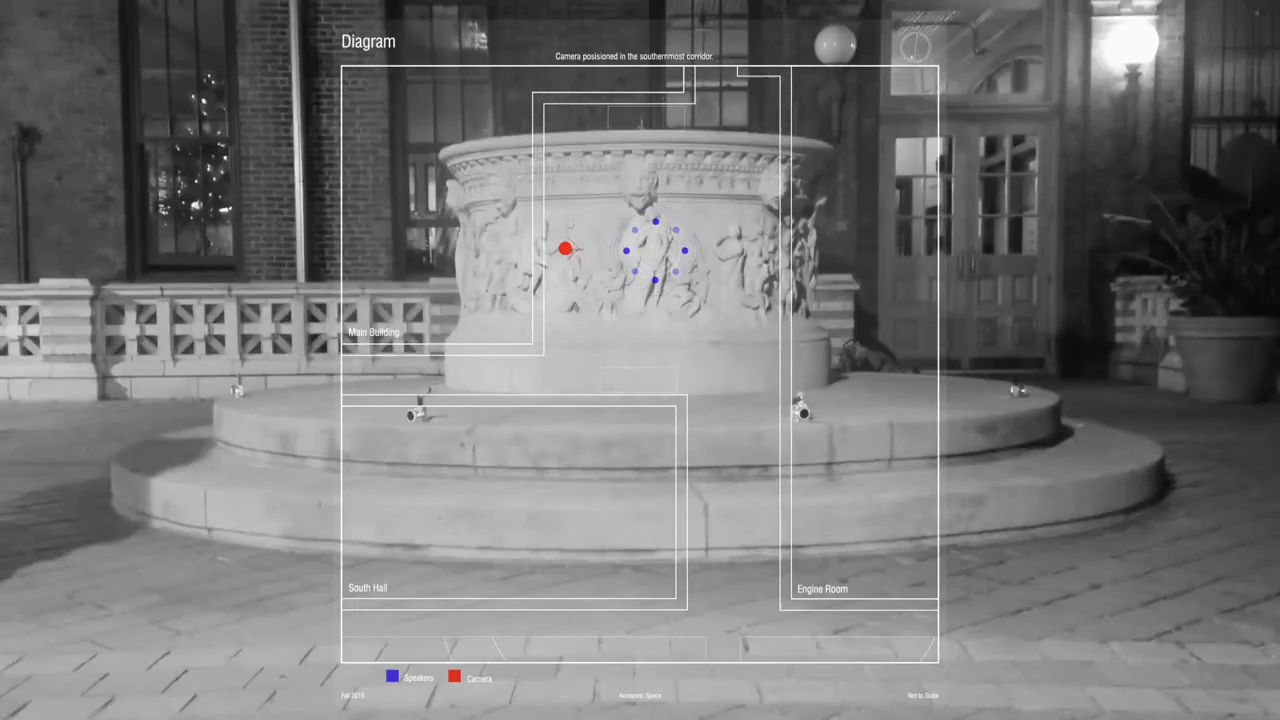 Diagram
Camera posisioned in the southernmost corridor.
Main Building
South Hall
Engine Room
Speakers
Camera
Fall 2015
Space
Not to Scale